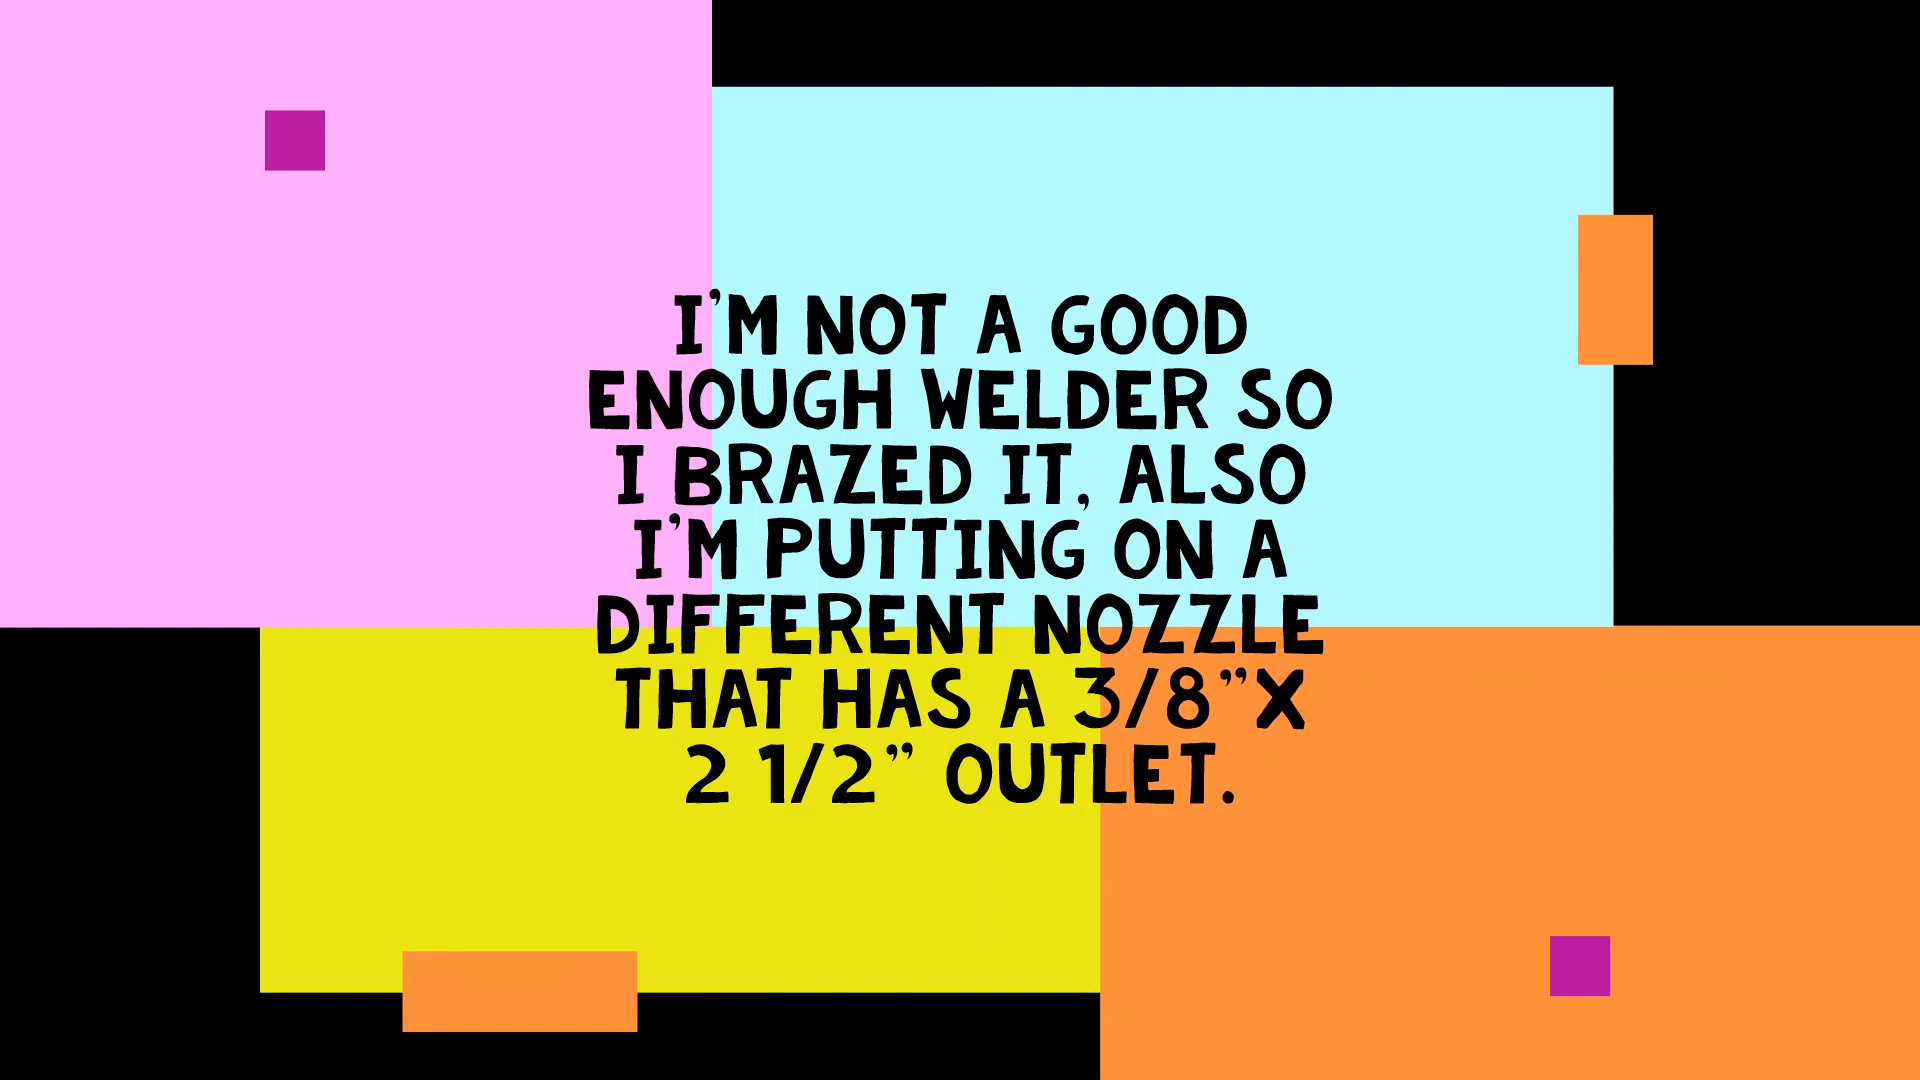 I'M NOT A GOOD
ENOUGH WELDER SO
I BRAZED IT, ALSO
I'M PUTTING ON A
DIFFERENT NOZZLE
THAT HAS A 3/8"X
2 1/2" OUTLET.